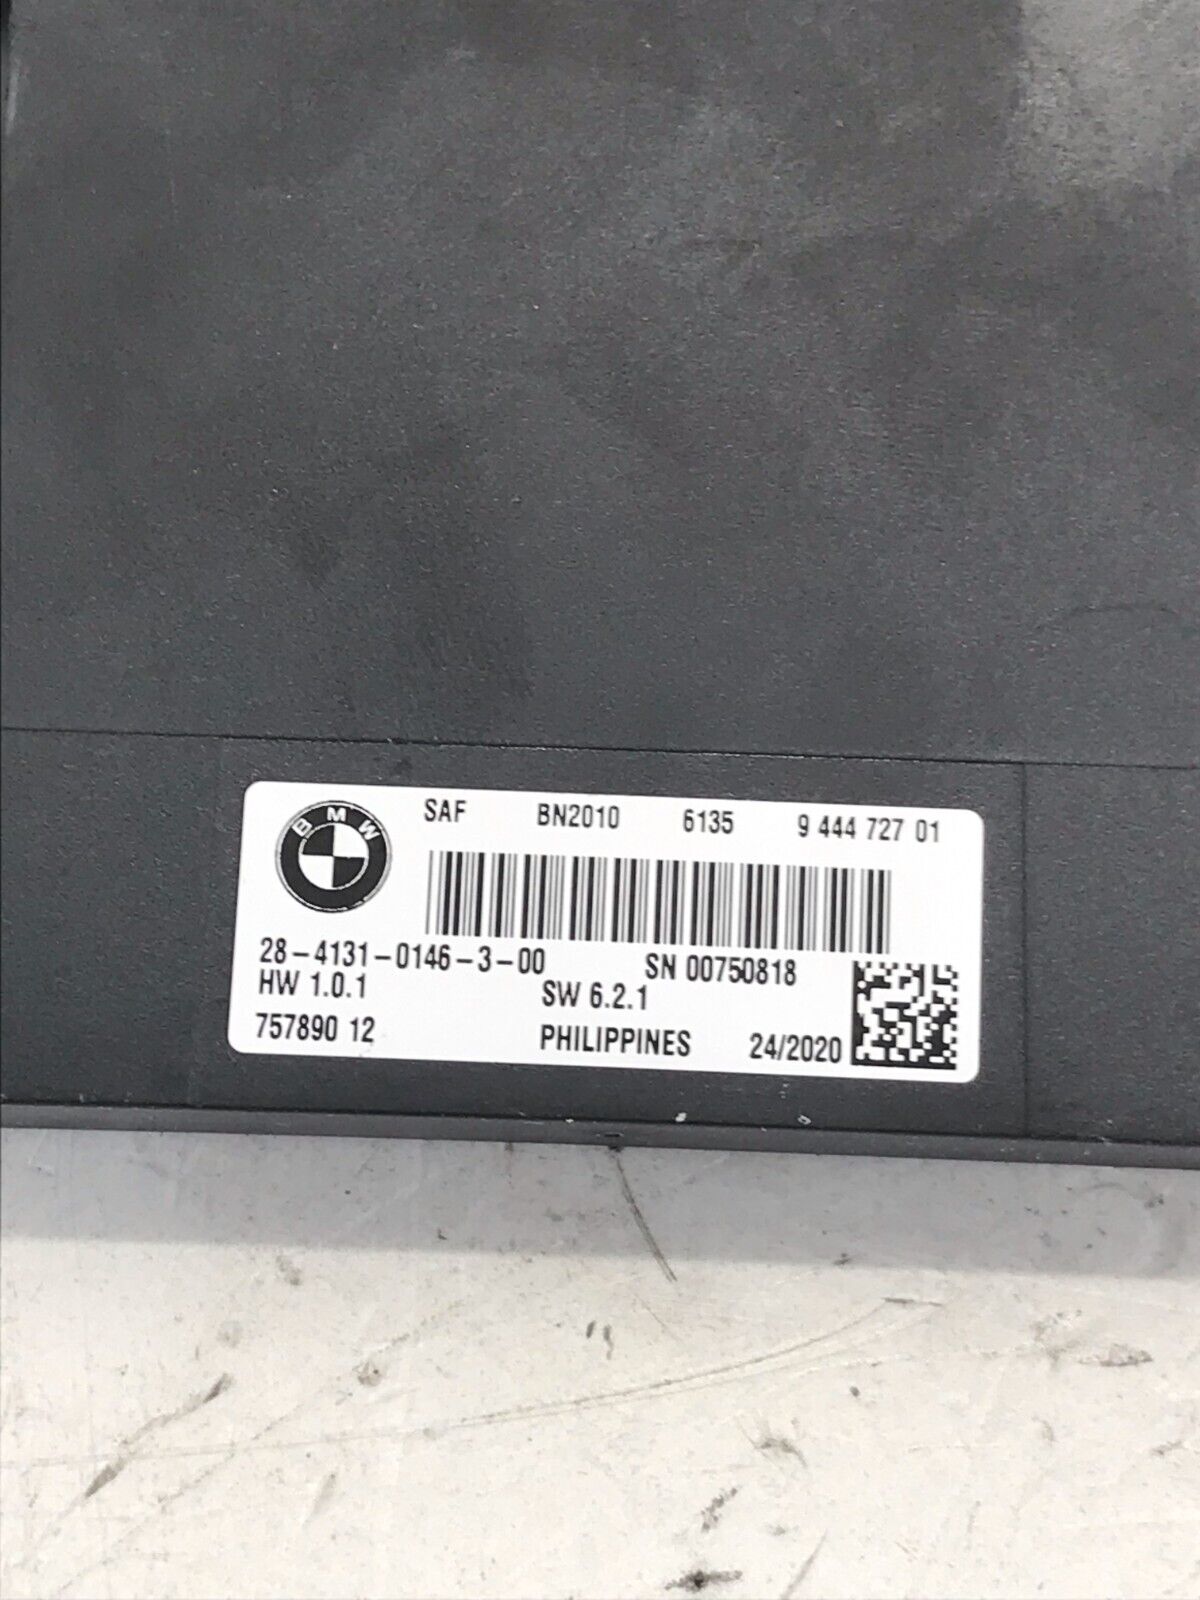 BMW
SAF BN2010 6135 9 444 727 01
28-4131-0146-3-00 SN 00750818
HW 1.0.1 SW 6.2.1
757890 12 PHILIPPINES 24/2020